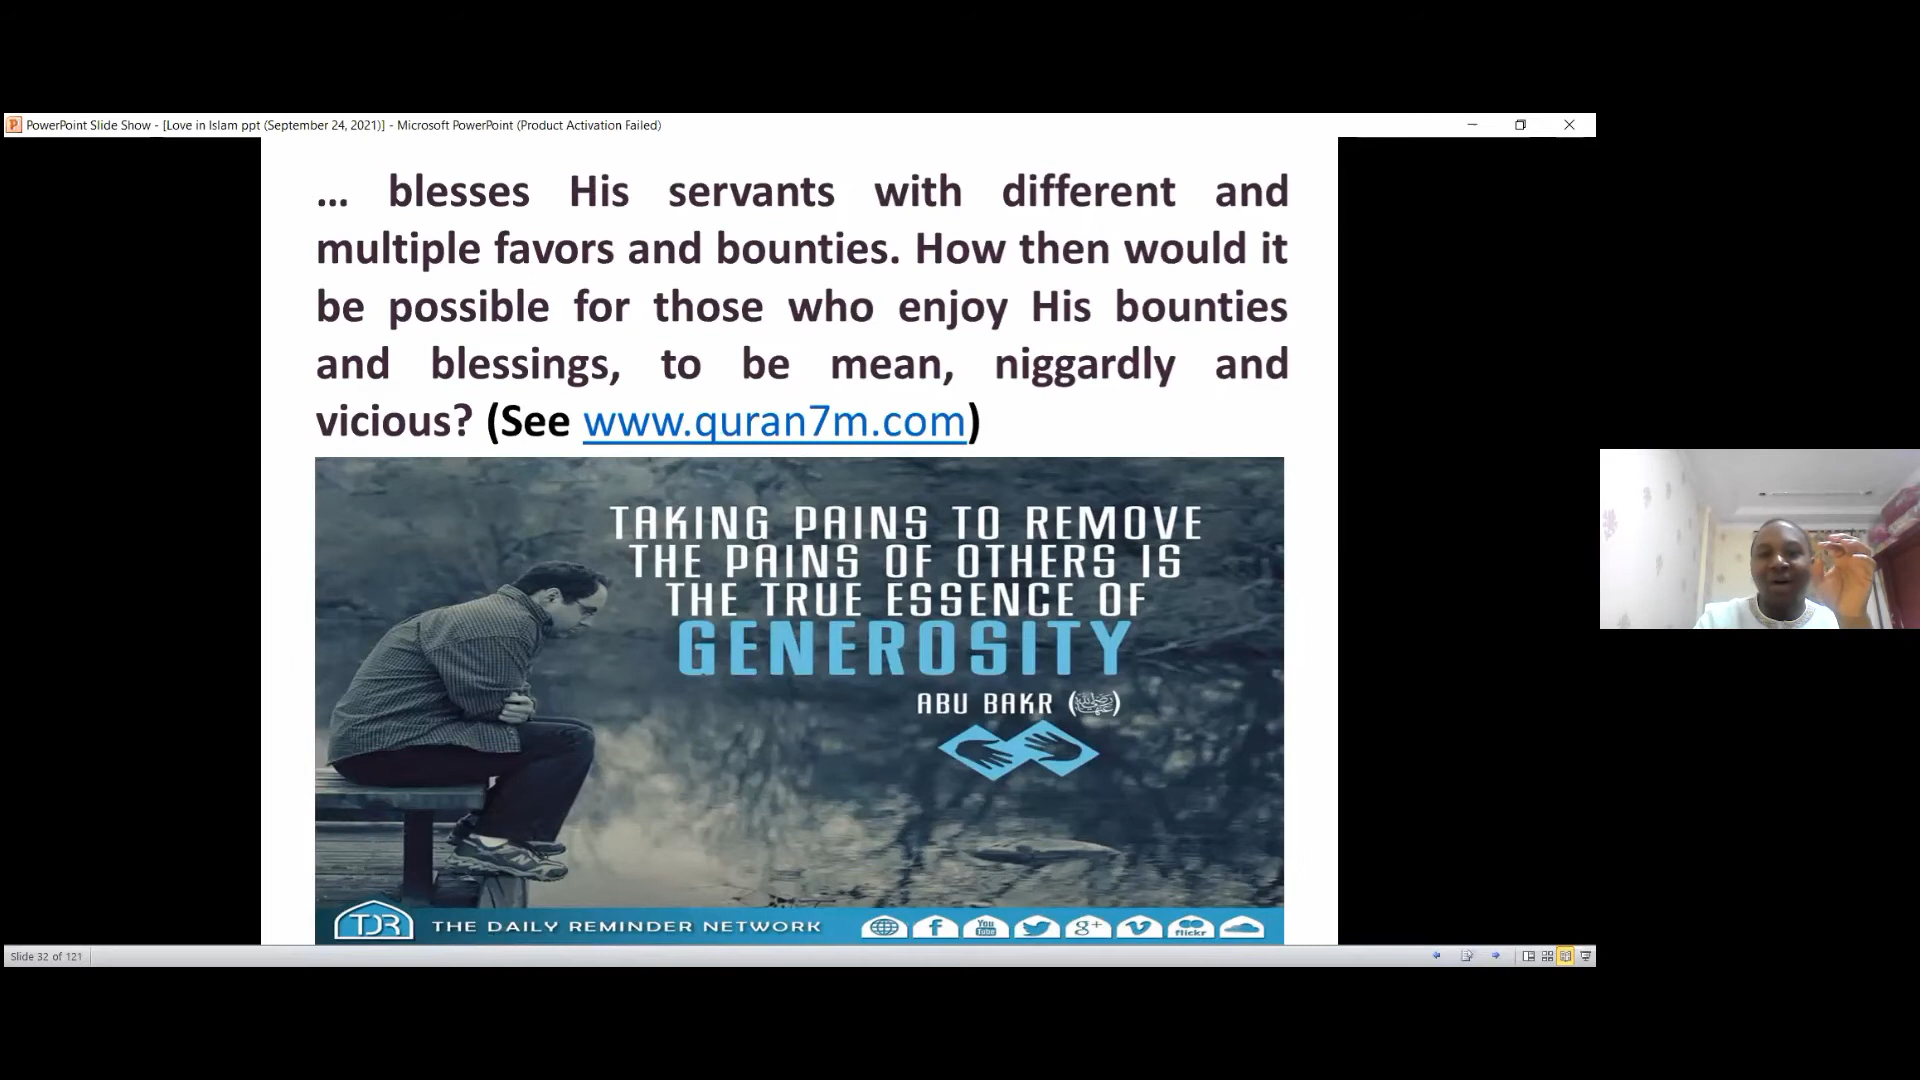 PowerPoint Slide Show - [Love in Islam ppt (September 24, 2021)] - Microsoft PowerPoint (Product Activation Failed)
... blesses His servants with different and
multiple favors and bounties. How then would it
be possible for those who enjoy His bounties
and blessings, to be mean, niggardly and
vicious? (See www.quran7m.com)
TAKING PAINS TO REMOVE
THE PAINS OF OTHERS IS
THE TRUE ESSENCE OF
GENEROSITY
ABU BAKR ()
TDR THE DAILY REMINDER NETWORK f You Tube g+ flickr
Slide 32 of 121